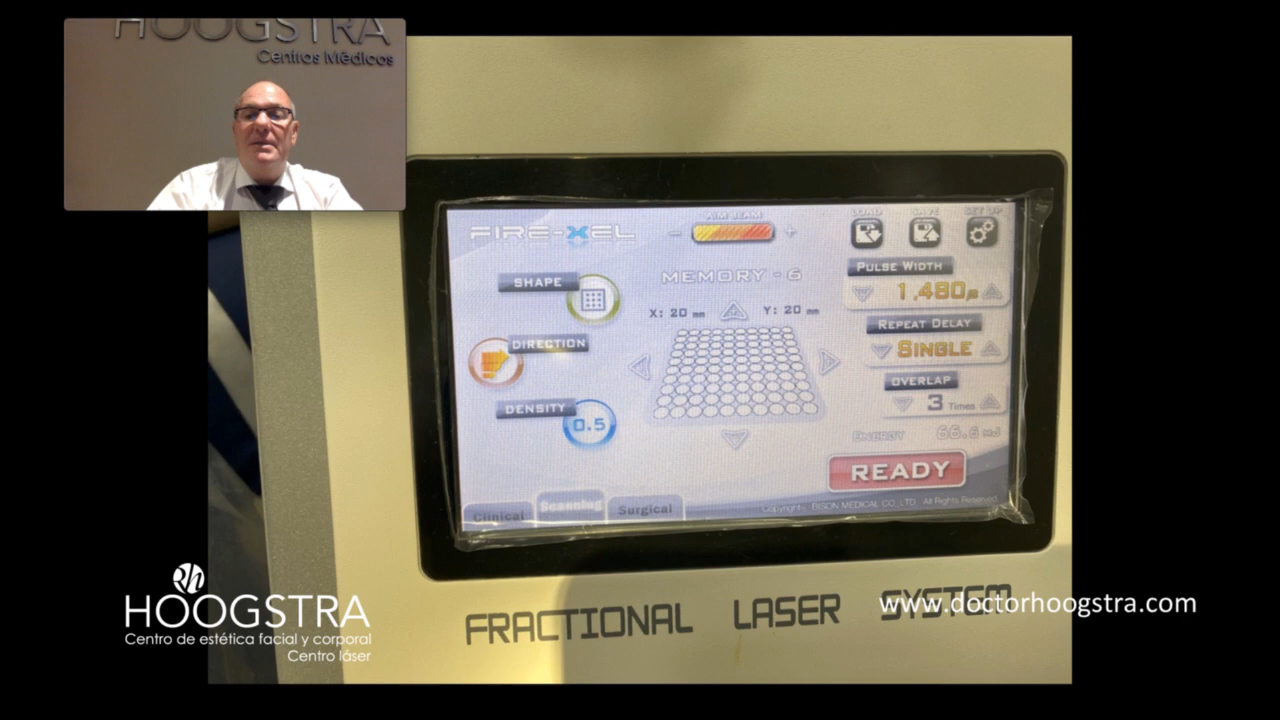 HOOGSTRA
Centros Médicos
FIRE-XEL
AIM BEAM
LOAD
SAVE
SET UP
SHAPE
MEMORY - 6
PULSE WIDTH
1,480µs
X: 20 mm
Y: 20 mm
DIRECTION
REPEAT DELAY
SINGLE
OVERLAP
3 Times
DENSITY
0.5
ENERGY 66.6 mJ
READY
Clinical
Scanning
Surgical
Copyright BISON MEDICAL CO., LTD. All Rights Reserved.
FRACTIONAL LASER SYSTEM
Rh
HOOGSTRA
Centro de estética facial y corporal
Centro láser
www.doctorhoogstra.com